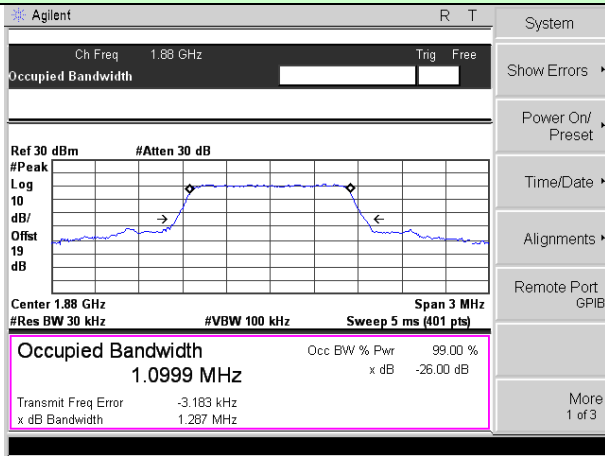 Agilent R T
Ch Freq 1.88 GHz Trig Free
Occupied Bandwidth
Ref 30 dBm #Atten 30 dB
#Peak
Log
10
dB/
Offst
19
dB
Center 1.88 GHz Span 3 MHz
#Res BW 30 kHz #VBW 100 kHz Sweep 5 ms (401 pts)
Occupied Bandwidth Occ BW % Pwr 99.00 %
1.0999 MHz x dB -26.00 dB
Transmit Freq Error -3.183 kHz
x dB Bandwidth 1.287 MHz
System
Show Errors
Power On/
Preset
Time/Date
Alignments
Remote Port
GPIB
More
1 of 3